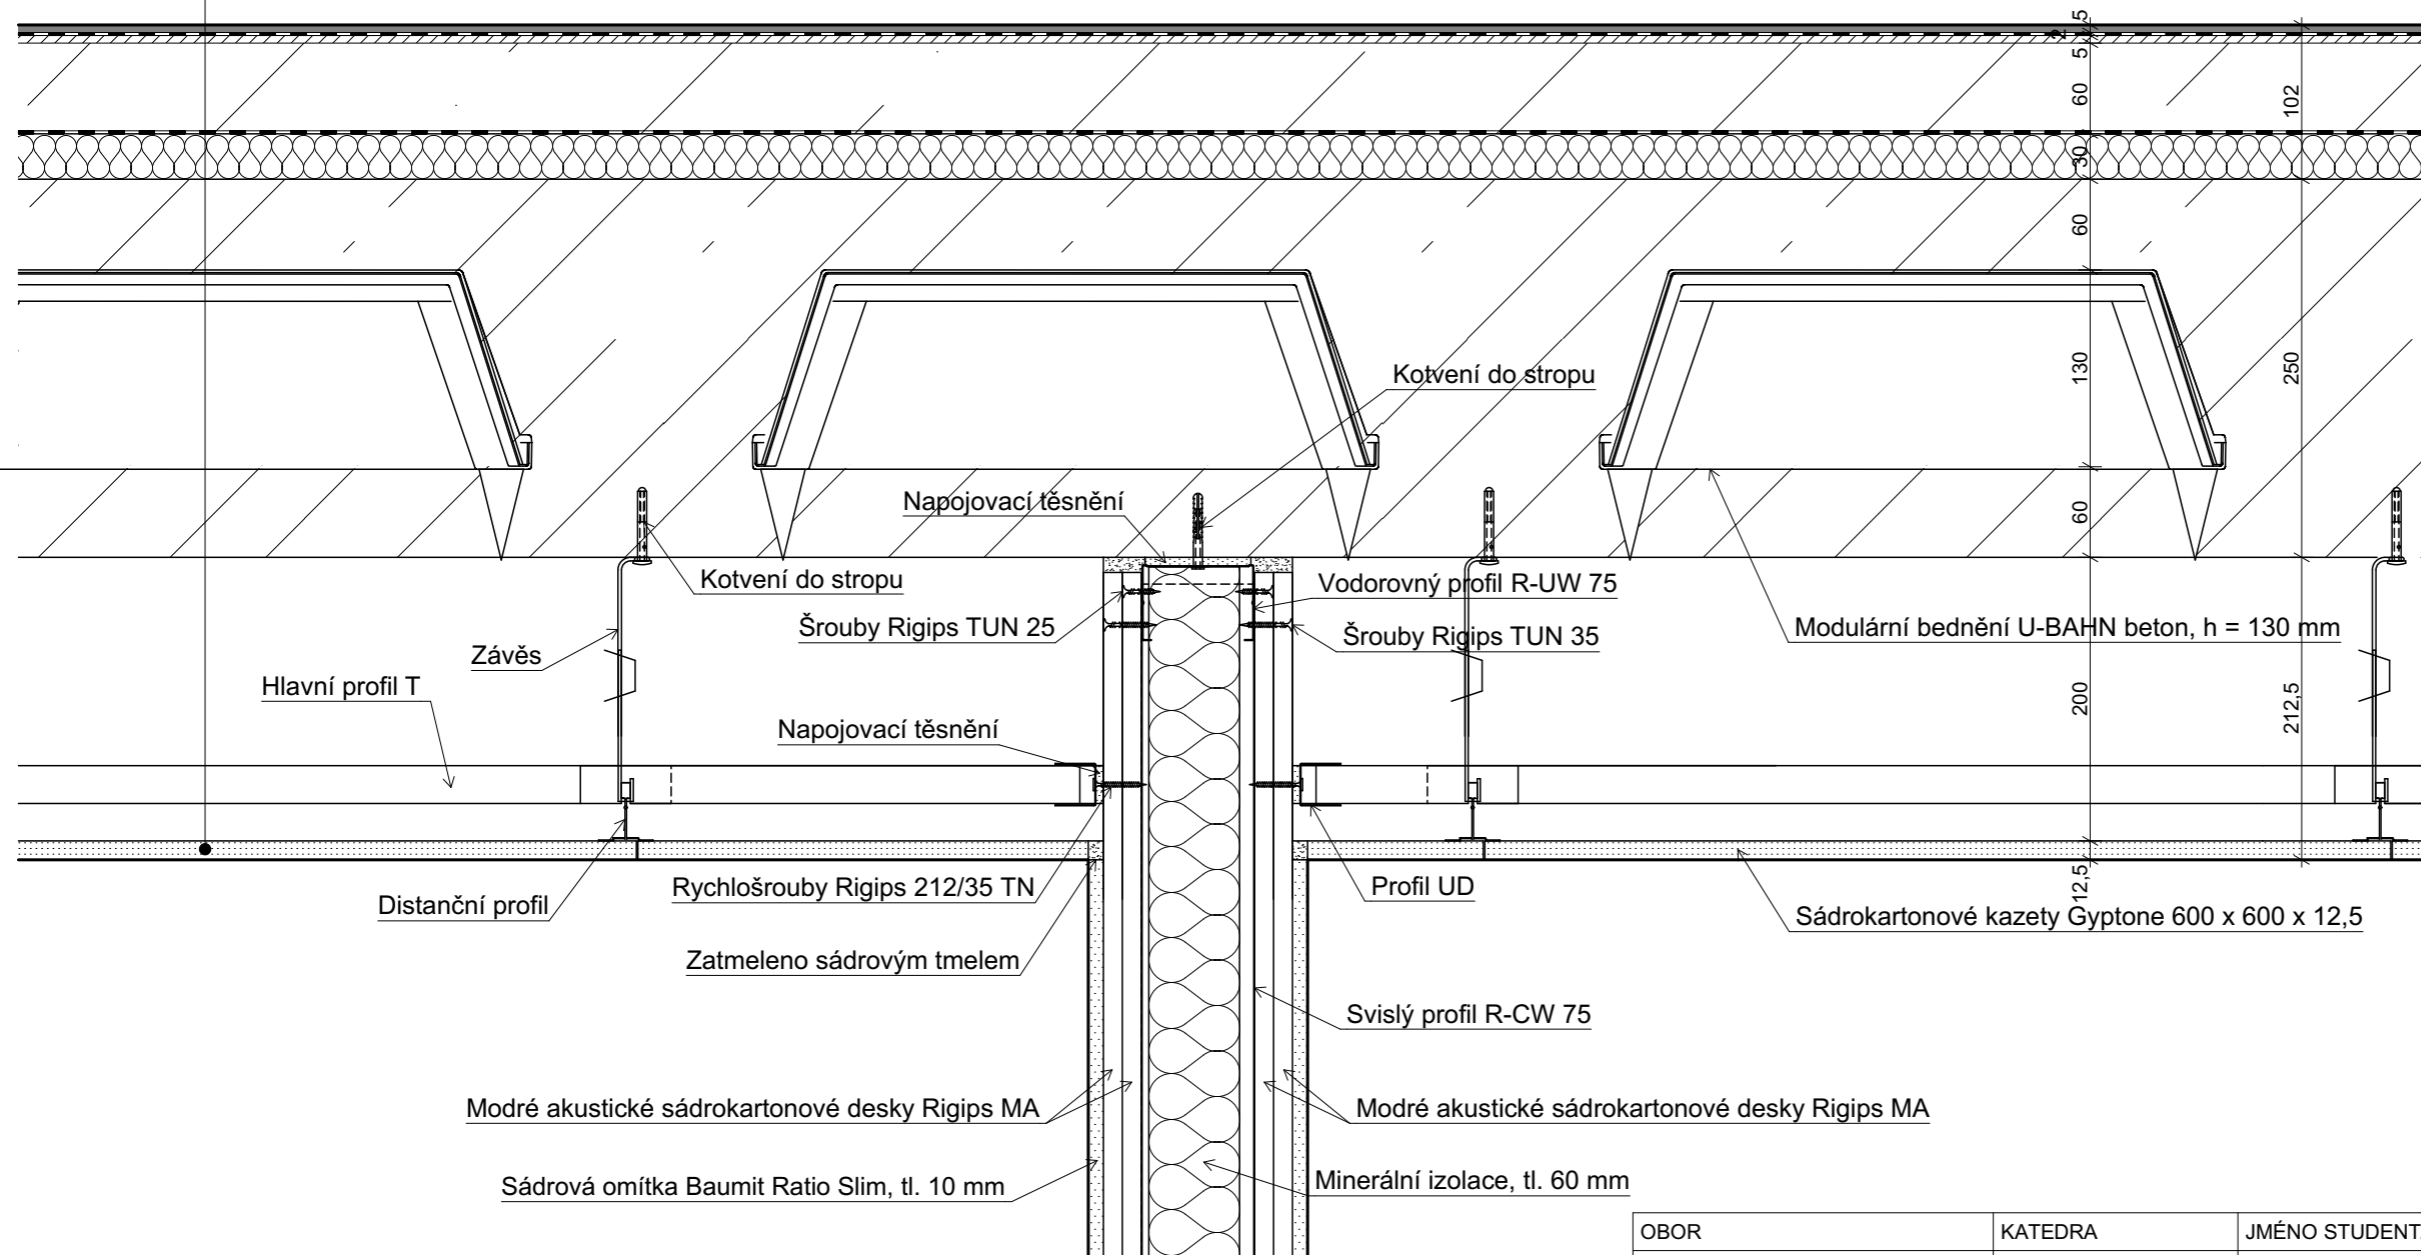 5
2
5
60
102
30
60
130
250
Kotvení do stropu
Napojovací těsnění
60
Kotvení do stropu
Vodorovný profil R-UW 75
Šrouby Rigips TUN 25
Šrouby Rigips TUN 35
Modulární bednění U-BAHN beton, h = 130 mm
Závěs
Hlavní profil T
200
212,5
Napojovací těsnění
Rychlošrouby Rigips 212/35 TN
Profil UD
12,5
Distanční profil
Sádrokartonové kazety Gyptone 600 x 600 x 12,5
Zatmeleno sádrovým tmelem
Svislý profil R-CW 75
Modré akustické sádrokartonové desky Rigips MA
Modré akustické sádrokartonové desky Rigips MA
Sádrová omítka Baumit Ratio Slim, tl. 10 mm
Minerální izolace, tl. 60 mm
OBOR
KATEDRA
JMÉNO STUDENT